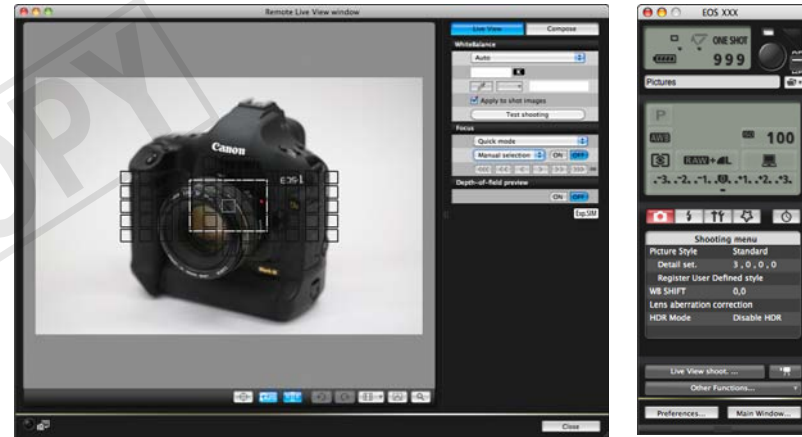 Remote Live View window
Live View
Compose
WhiteBalance
Auto
K
Apply to shot images
Test shooting
Focus
Quick mode
Manual selection
ON
OFF
<<<
<<
<
>
>>
>>>
Depth-of-field preview
ON
OFF
Exp.SIM
Canon
EOS-1
Mark III
Close
COPY
EOS XXX
ONE SHOT
999
Pictures
P
AWB
ISO
100
RAW+L
-3..-2..-1..0..+1..+2..+3.
Shooting menu
Picture Style Standard
Detail set. 3,0,0,0
Register User Defined style
WB SHIFT 0,0
Lens aberration correction
HDR Mode Disable HDR
Live View shoot. ...
Other Functions...
Preferences...
Main Window...